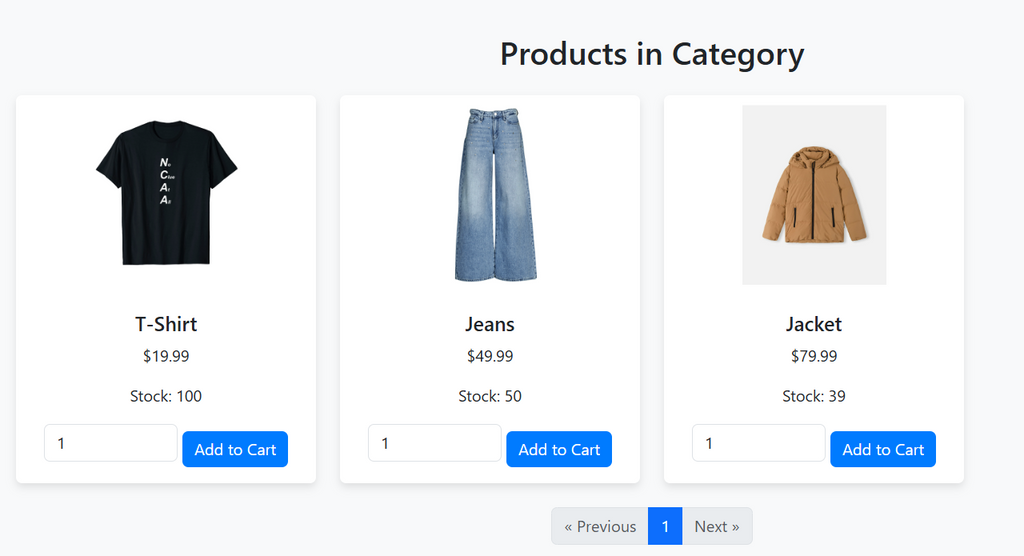 Products in Category
N
C
A
A
T-Shirt
$19.99
Stock: 100
1
Add to Cart
Jeans
$49.99
Stock: 50
1
Add to Cart
Jacket
$79.99
Stock: 39
1
Add to Cart
« Previous
1
Next »